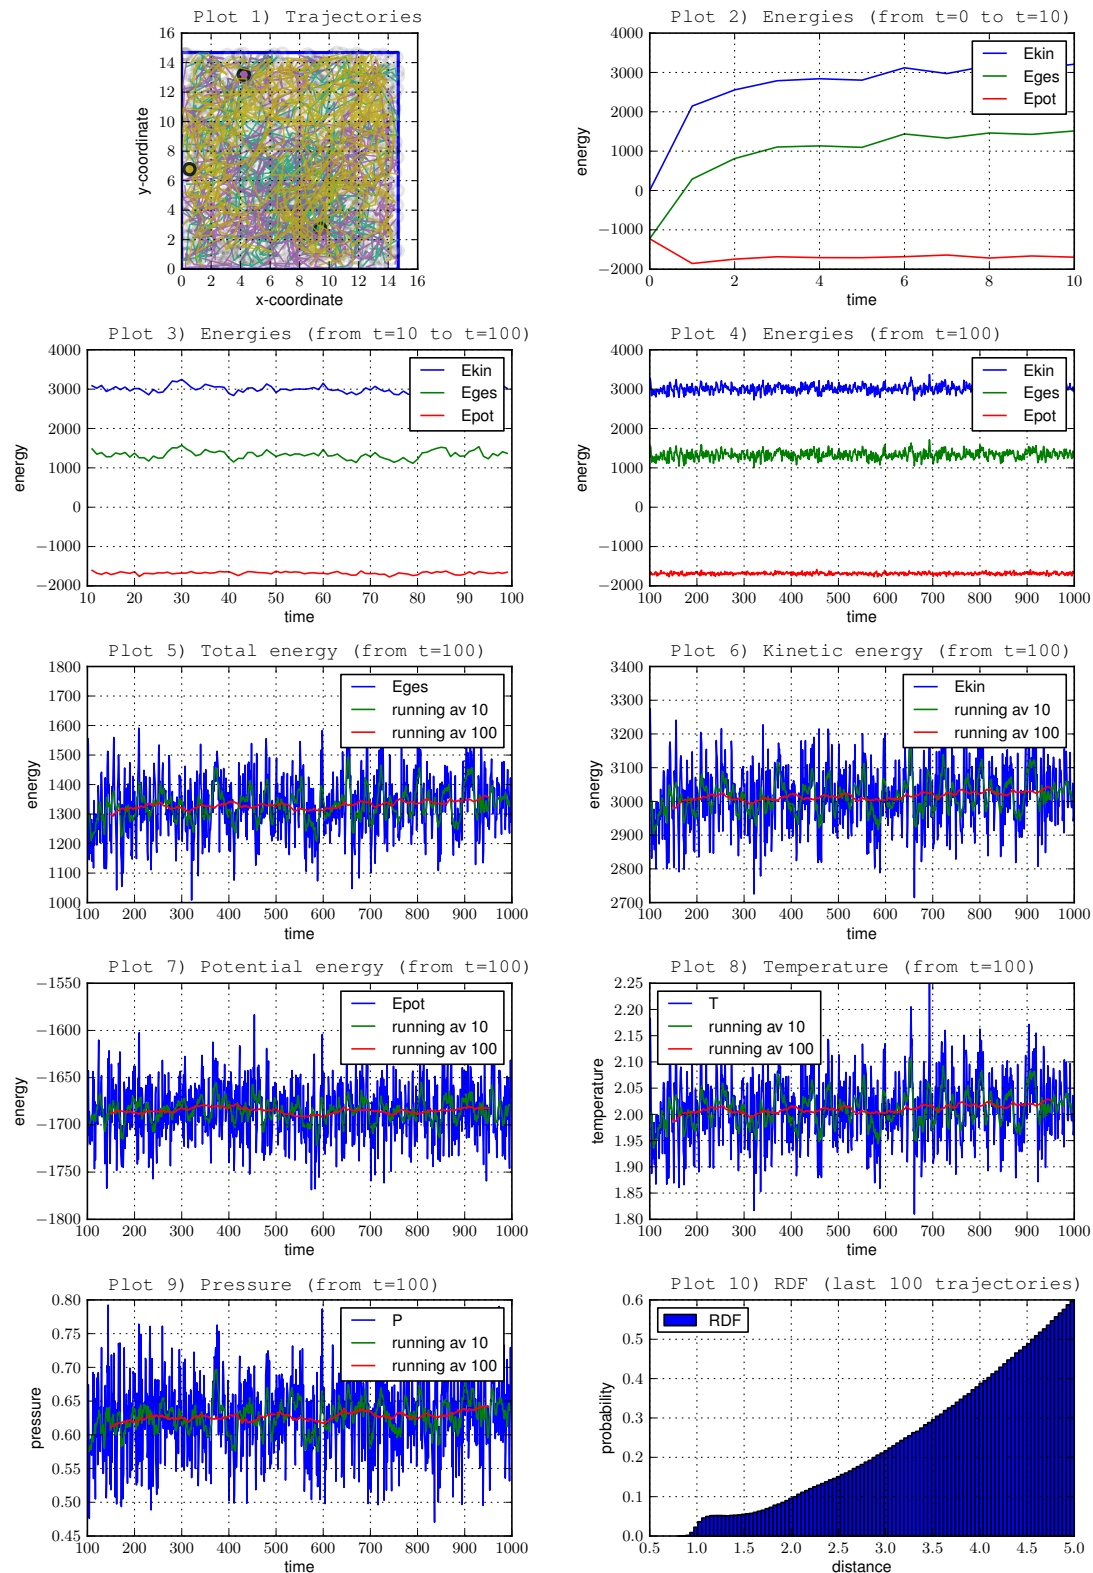 Plot 1) Trajectories
y-coordinate
16
14
12
10
8
6
4
2
0
0 2 4 6 8 10 12 14 16
x-coordinate
Plot 2) Energies (from t=0 to t=10)
energy
4000
3000
2000
1000
0
−1000
−2000
Ekin
Eges
Epot
0 2 4 6 8 10
time
Plot 3) Energies (from t=10 to t=100)
energy
4000
3000
2000
1000
0
−1000
−2000
Ekin
Eges
Epot
10 20 30 40 50 60 70 80 90 100
time
Plot 4) Energies (from t=100)
energy
4000
3000
2000
1000
0
−1000
−2000
Ekin
Eges
Epot
100 200 300 400 500 600 700 800 900 1000
time
Plot 5) Total energy (from t=100)
energy
1800
1700
1600
1500
1400
1300
1200
1100
1000
Eges
running av 10
running av 100
100 200 300 400 500 600 700 800 900 1000
time
Plot 6) Kinetic energy (from t=100)
energy
3400
3300
3200
3100
3000
2900
2800
2700
Ekin
running av 10
running av 100
100 200 300 400 500 600 700 800 900 1000
time
Plot 7) Potential energy (from t=100)
energy
−1550
−1600
−1650
−1700
−1750
−1800
Epot
running av 10
running av 100
100 200 300 400 500 600 700 800 900 1000
time
Plot 8) Temperature (from t=100)
temperature
2.25
2.20
2.15
2.10
2.05
2.00
1.95
1.90
1.85
1.80
T
running av 10
running av 100
100 200 300 400 500 600 700 800 900 1000
time
Plot 9) Pressure (from t=100)
pressure
0.80
0.75
0.70
0.65
0.60
0.55
0.50
0.45
P
running av 10
running av 100
100 200 300 400 500 600 700 800 900 1000
time
Plot 10) RDF (last 100 trajectories)
probability
0.6
0.5
0.4
0.3
0.2
0.1
0.0
RDF
0.5 1.0 1.5 2.0 2.5 3.0 3.5 4.0 4.5 5.0
distance